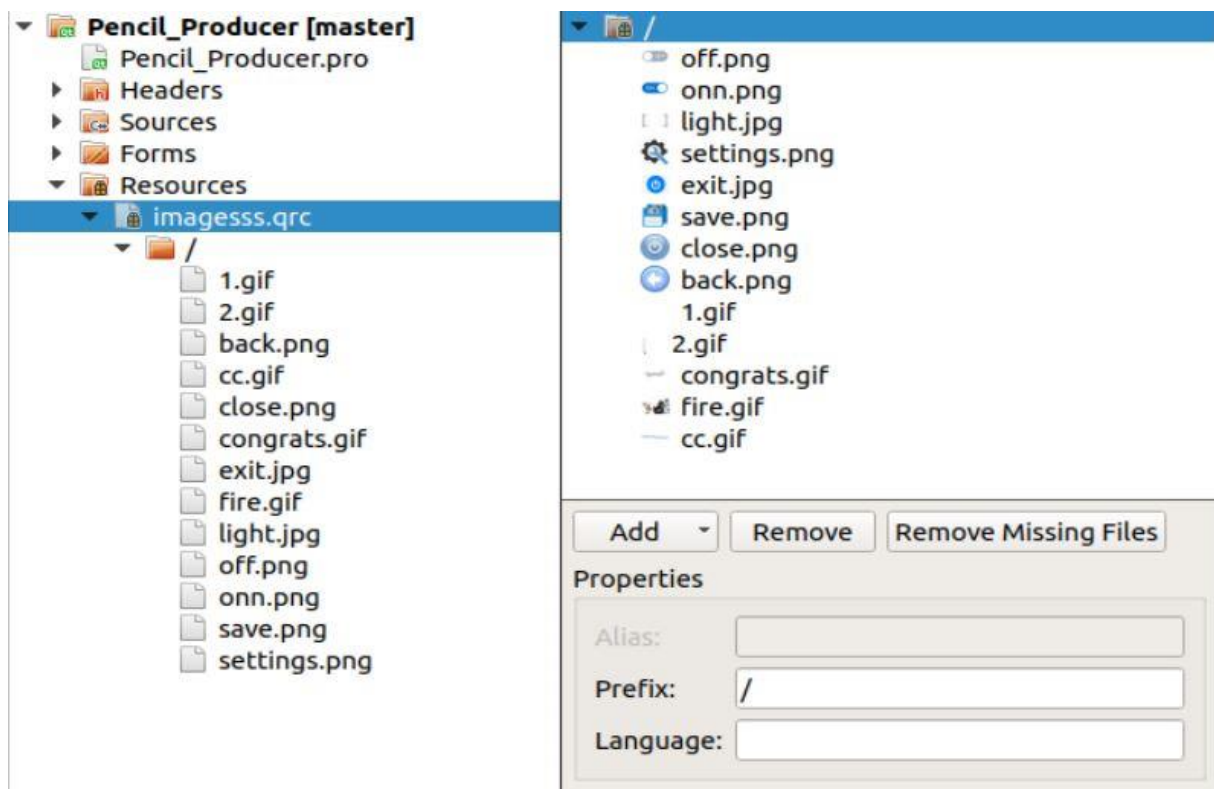 Pencil_Producer [master]
Pencil_Producer.pro
Headers
Sources
Forms
Resources
imagesss.qrc
/
1.gif
2.gif
back.png
cc.gif
close.png
congrats.gif
exit.jpg
fire.gif
light.jpg
off.png
onn.png
save.png
settings.png
/
off.png
onn.png
light.jpg
settings.png
exit.jpg
save.png
close.png
back.png
1.gif
2.gif
congrats.gif
fire.gif
cc.gif
Add Remove Remove Missing Files
Properties
Alias:
Prefix: /
Language: